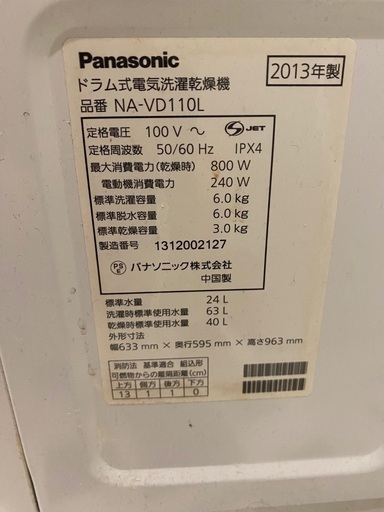 Panasonic
2013年製
ドラム式電気洗濯乾燥機
品番 NA-VD110L
定格電圧 100 V ～ S JET
定格周波数 50/60 Hz IPX4
最大消費電力(乾燥時) 800 W
電動機消費電力 240 W
標準洗濯容量 6.0 kg
標準脱水容量 6.0 kg
標準乾燥容量 3.0 kg
製造番号 1312002127
PS E パナソニック株式会社
中国製
標準水量 24 L
洗濯時標準使用水量 63 L
乾燥時標準使用水量 40 L
外形寸法
幅633 mm × 奥行595 mm × 高さ963 mm
消防法 基準適合 組込形
可燃物からの離隔距離(cm)
上方 側方 後方 下方
13 1 1 0